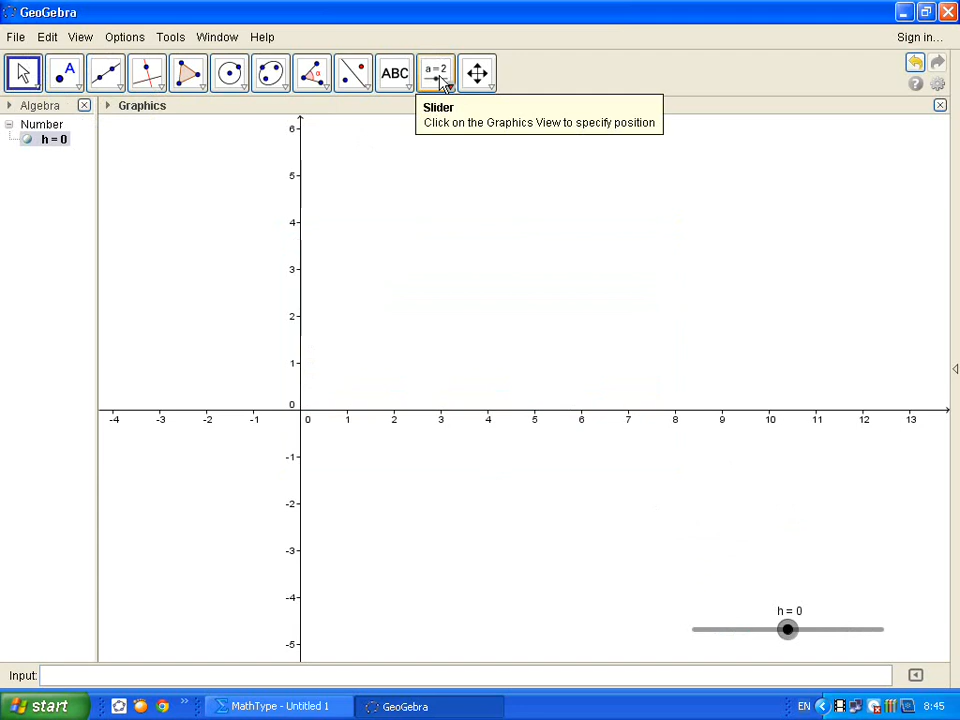 GeoGebra
File Edit View Options Tools Window Help Sign in...
A ABC a = 2
Algebra Graphics
Slider
Click on the Graphics View to specify position
Number
h = 0
6
5
4
3
2
1
0
-4 -3 -2 -1 0 1 2 3 4 5 6 7 8 9 10 11 12 13
-1
-2
-3
-4
-5
h = 0
Input:
start MathType - Untitled 1 GeoGebra EN 8:45